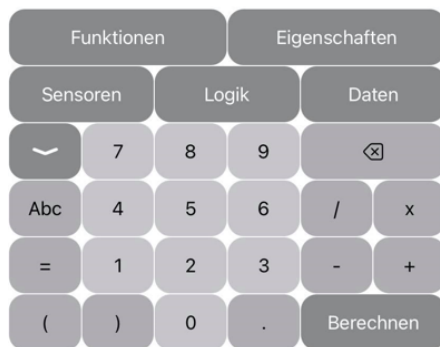 Funktionen Eigenschaften
Sensoren Logik Daten
7 8 9
Abc 4 5 6 / x
= 1 2 3 - +
( ) 0 . Berechnen